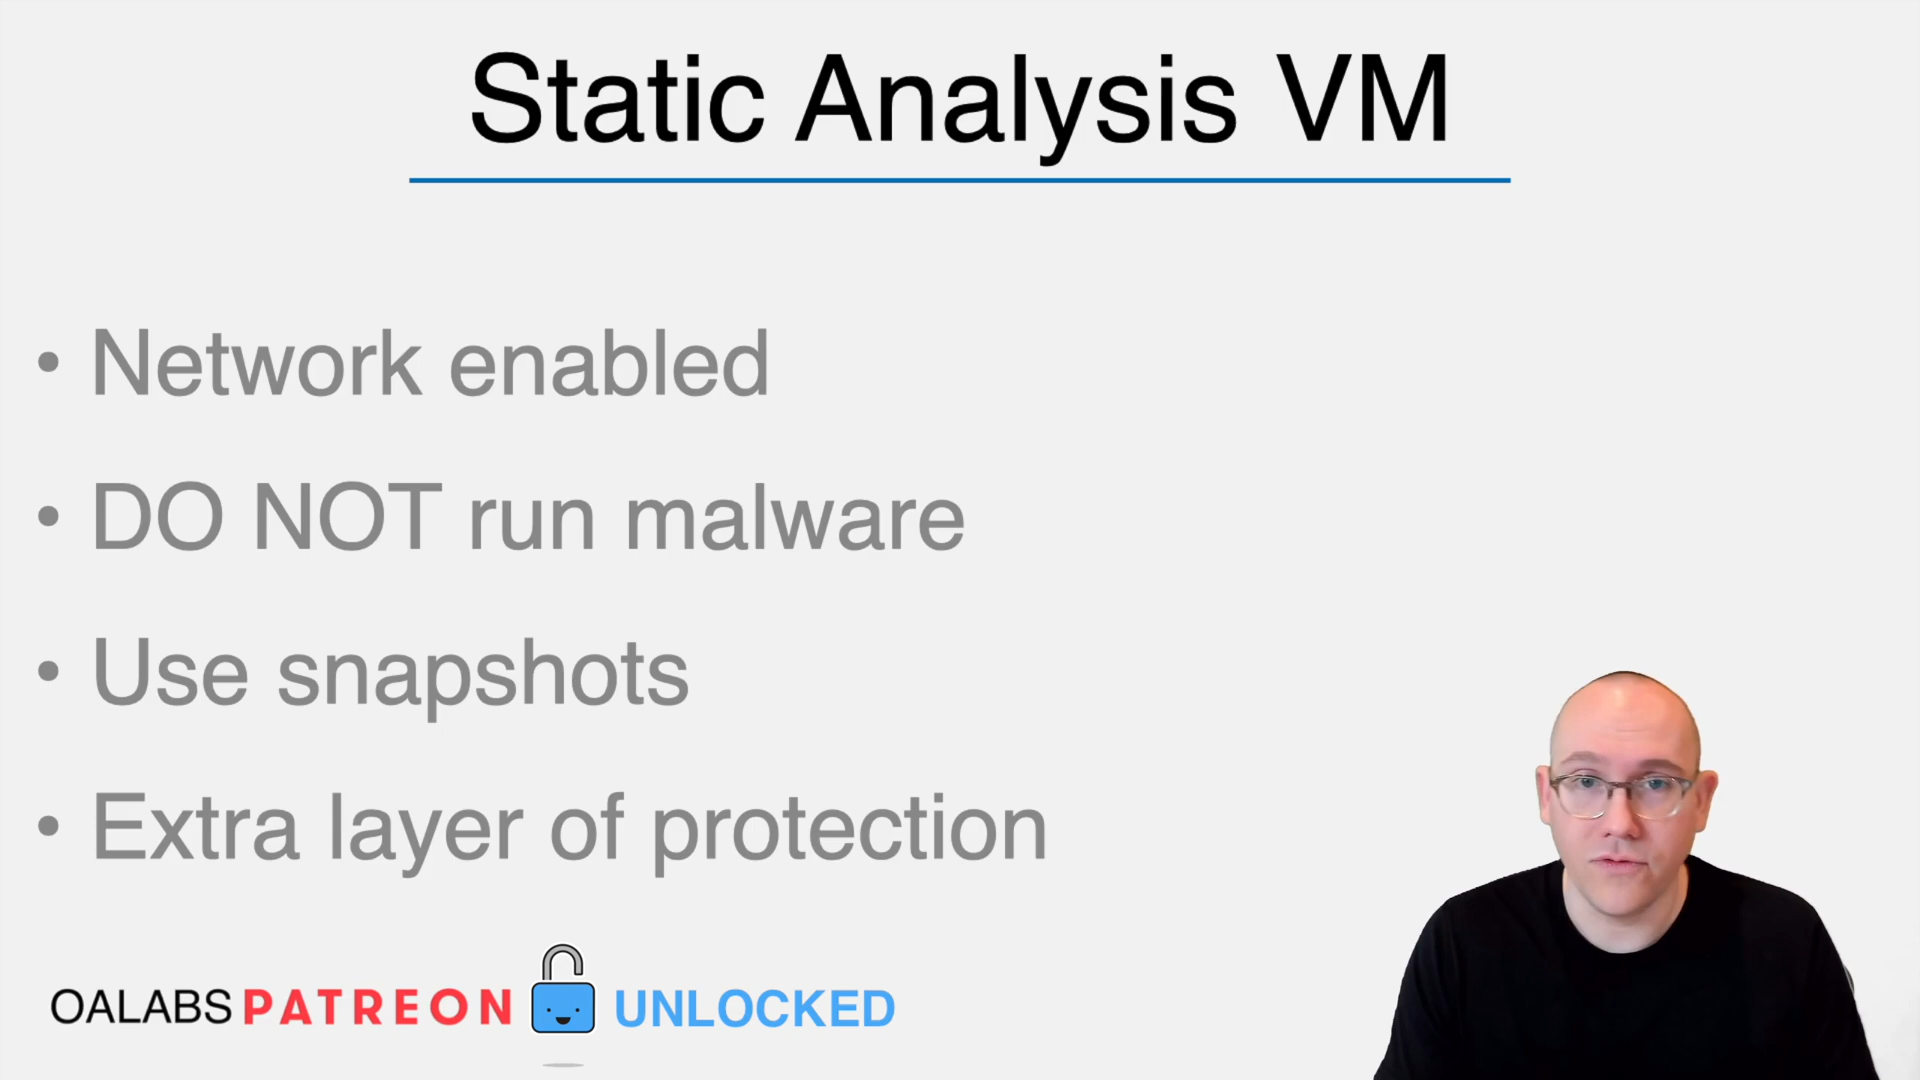 Static Analysis VM
• Network enabled
• DO NOT run malware
• Use snapshots
• Extra layer of protection
OALABS PATREON UNLOCKED